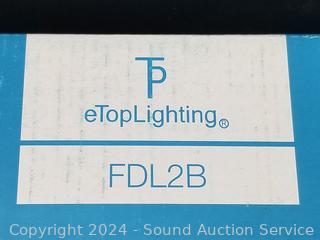 TP
eTopLighting®
FDL2B
Copyright 2024 - Sound Auction Service